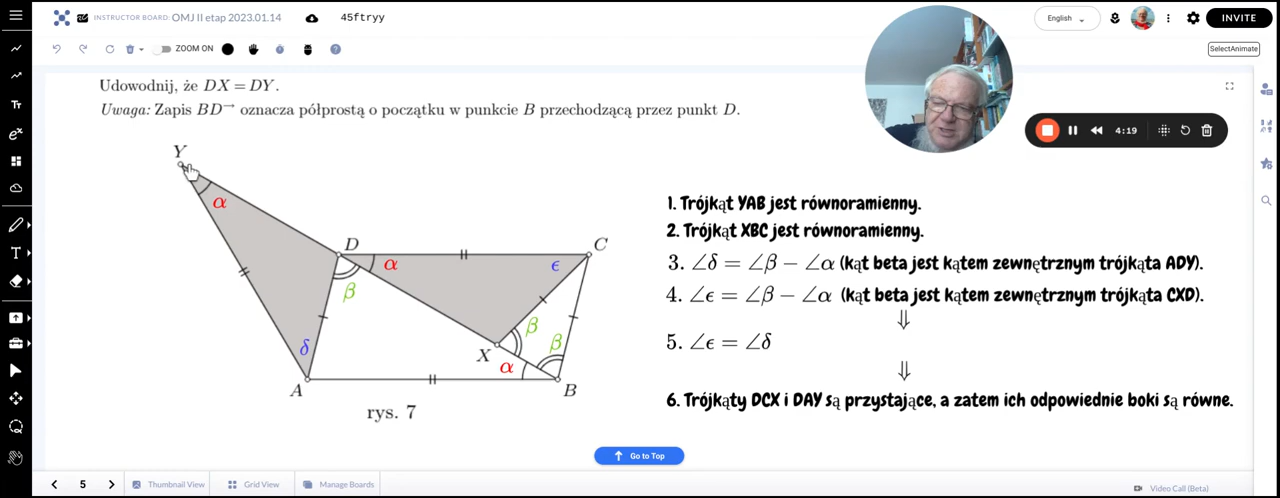 INSTRUCTOR BOARD: OMJ II etap 2023.01.14
45ftryy
English
INVITE
ZOOM ON
SelectAnimate
Udowodnij, że DX = DY.
Uwaga: Zapis BD→ oznacza półprostą o początku w punkcie B przechodzącą przez punkt D.
4:19
Y
α
D
C
α
ϵ
β
β
β
δ
X
α
A
B
rys. 7
1. Trójkąt YAB jest równoramienny.
2. Trójkąt XBC jest równoramienny.
3. ∠δ = ∠β − ∠α (kąt beta jest kątem zewnętrznym trójkąta ADY).
4. ∠ϵ = ∠β − ∠α (kąt beta jest kątem zewnętrznym trójkąta CXD).
⇓
5. ∠ϵ = ∠δ
⇓
6. Trójkąty DCX i DAY są przystające, a zatem ich odpowiednie boki są równe.
Go to Top
5
Thumbnail View
Grid View
Manage Boards
Video Call (Beta)